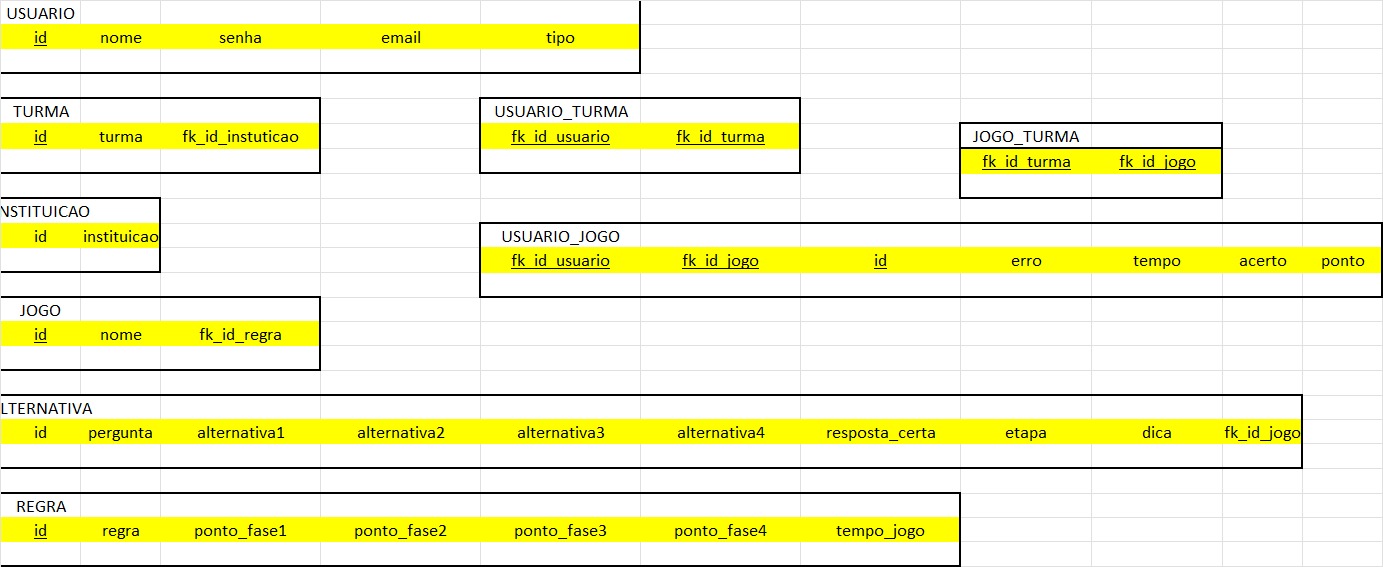 USUARIO
id nome senha email tipo
TURMA USUARIO_TURMA
id turma fk_id_instuticao fk_id_usuario fk_id_turma JOGO_TURMA
fk_id_turma fk_id_jogo
NSTITUICAO
id instituicao USUARIO_JOGO
fk_id_usuario fk_id_jogo id erro tempo acerto ponto
JOGO
id nome fk_id_regra
LTERNATIVA
id pergunta alternativa1 alternativa2 alternativa3 alternativa4 resposta_certa etapa dica fk_id_jogo
REGRA
id regra ponto_fase1 ponto_fase2 ponto_fase3 ponto_fase4 tempo_jogo